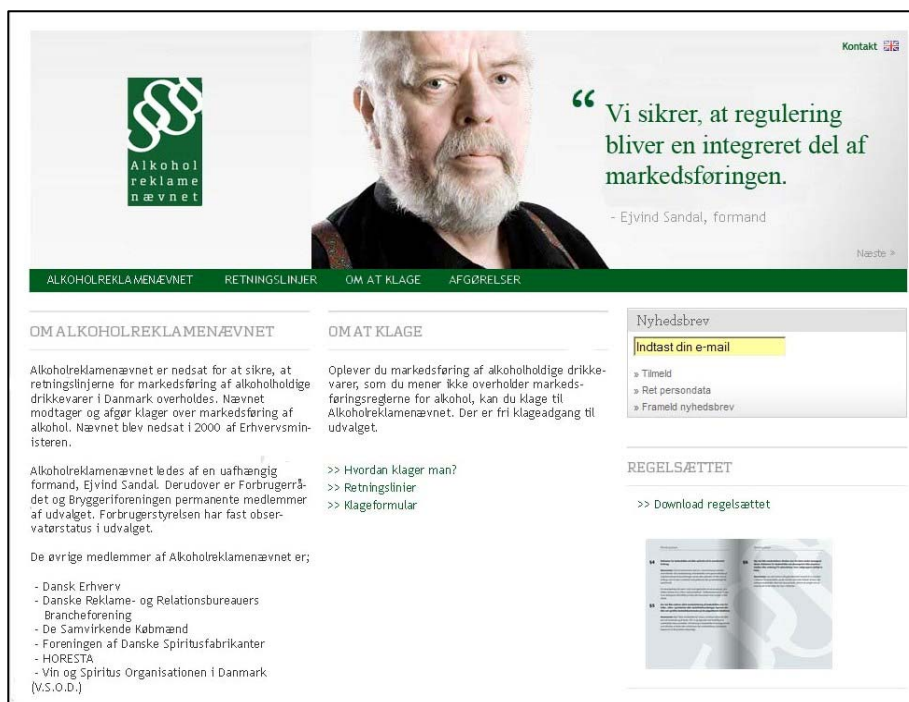 Kontakt
Alkohol
reklame
nævnet
“ Vi sikrer, at regulering
bliver en integreret del af
markedsføringen.
- Ejvind Sandal, formand
Næste >
ALKOHOLREKLAMENÆVNET RETNINGSLINJER OM AT KLAGE AFGØRELSER
OM ALKOHOLREKLAMENÆVNET
Alkoholreklamenævnet er nedsat for at sikre, at
retningslinjerne for markedsføring af alkoholholdige
drikkevarer i Danmark overholdes. Nævnet
modtager og afgør klager over markedsføring af
alkohol. Nævnet blev nedsat i 2000 af Erhvervsmin-
isteren.
Alkoholreklamenævnet ledes af en uafhængig
formand, Ejvind Sandal. Derudover er Forbrugerrå-
det og Bryggeriforeningen permanente medlemmer
af udvalget. Forbrugerstyrelsen har fast obser-
vatørstatus i udvalget.
De øvrige medlemmer af Alkoholreklamenævnet er;
- Dansk Erhverv
- Danske Reklame- og Relationsbureauers
Brancheforening
- De Samvirkende Købmænd
- Foreningen af Danske Spiritusfabrikanter
- HORESTA
- Vin og Spiritus Organisationen i Danmark
(V.S.O.D.)
OM AT KLAGE
Oplever du markedsføring af alkoholholdige drikke-
varer, som du mener ikke overholder markeds-
føringsreglerne for alkohol, kan du klage til
Alkoholreklamenævnet. Der er fri klageadgang til
udvalget.
>> Hvordan klager man?
>> Retningslinier
>> Klageformular
Nyhedsbrev
Indtast din e-mail
» Tilmeld
» Ret persondata
» Frameld nyhedsbrev
REGELSÆTTET
>> Download regelsættet